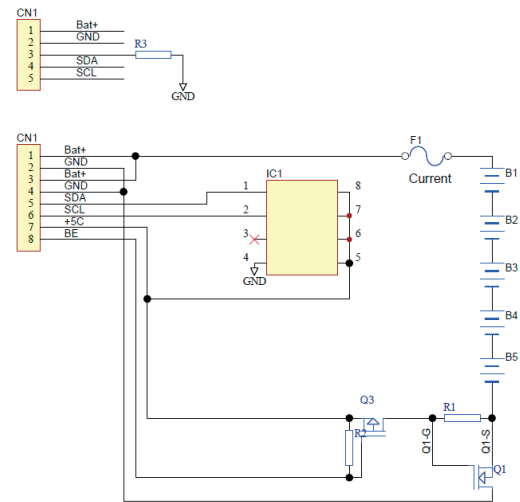 CN1
1 Bat+
2 GND
3 R3
4 SDA
5 SCL
GND
CN1
1 Bat+
2 GND
3 Bat+
4 GND
5 SDA
6 SCL
7 +5C
8 BE
F1
Current
IC1
1 8
2 7
3 6
4 5
GND
B1
B2
B3
B4
B5
Q3
R2
R1
Q1-G
Q1-S
Q1